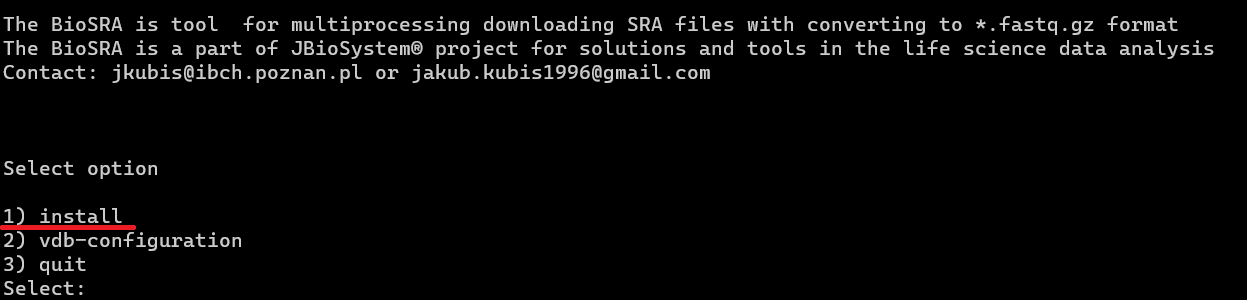 The BioSRA is tool  for multiprocessing downloading SRA files with converting to *.fastq.gz format
The BioSRA is a part of JBioSystem® project for solutions and tools in the life science data analysis
Contact: jkubis@ibch.poznan.pl or jakub.kubis1996@gmail.com
Select option
1) install
2) vdb-configuration
3) quit
Select: